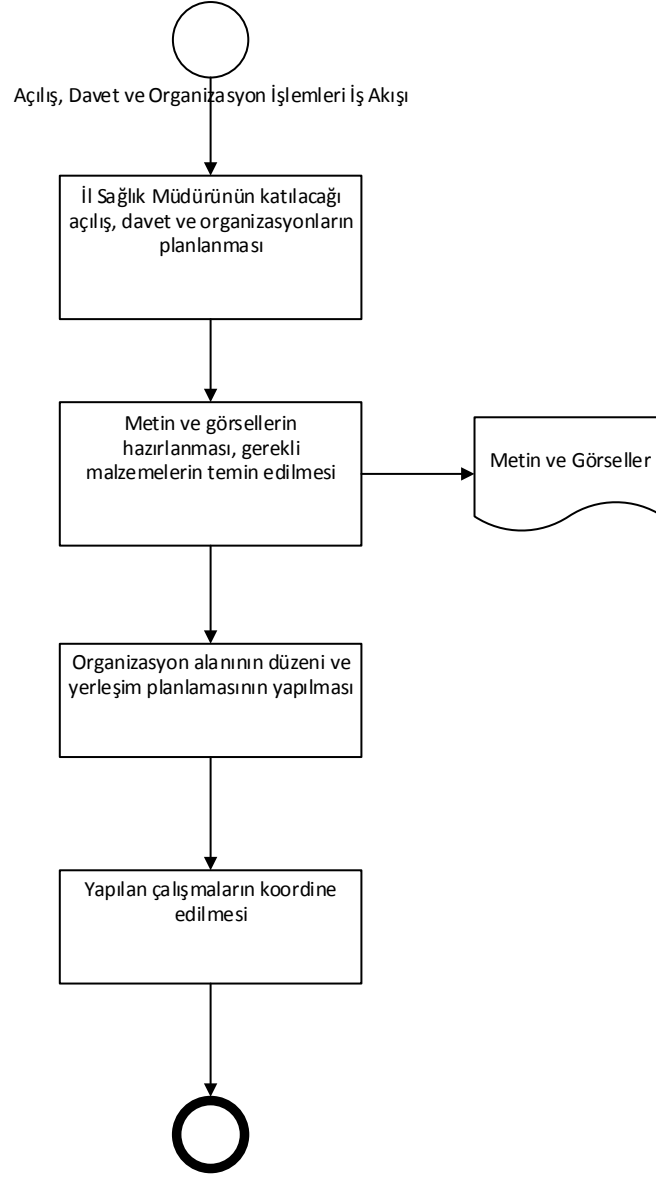 Açılış, Davet ve Organizasyon İşlemleri İş Akışı
İl Sağlık Müdürünün katılacağı
açılış, davet ve organizasyonların
planlanması
Metin ve görsellerin
hazırlanması, gerekli
malzemelerin temin edilmesi
Metin ve Görseller
Organizasyon alanının düzeni ve
yerleşim planlamasının yapılması
Yapılan çalışmaların koordine
edilmesi